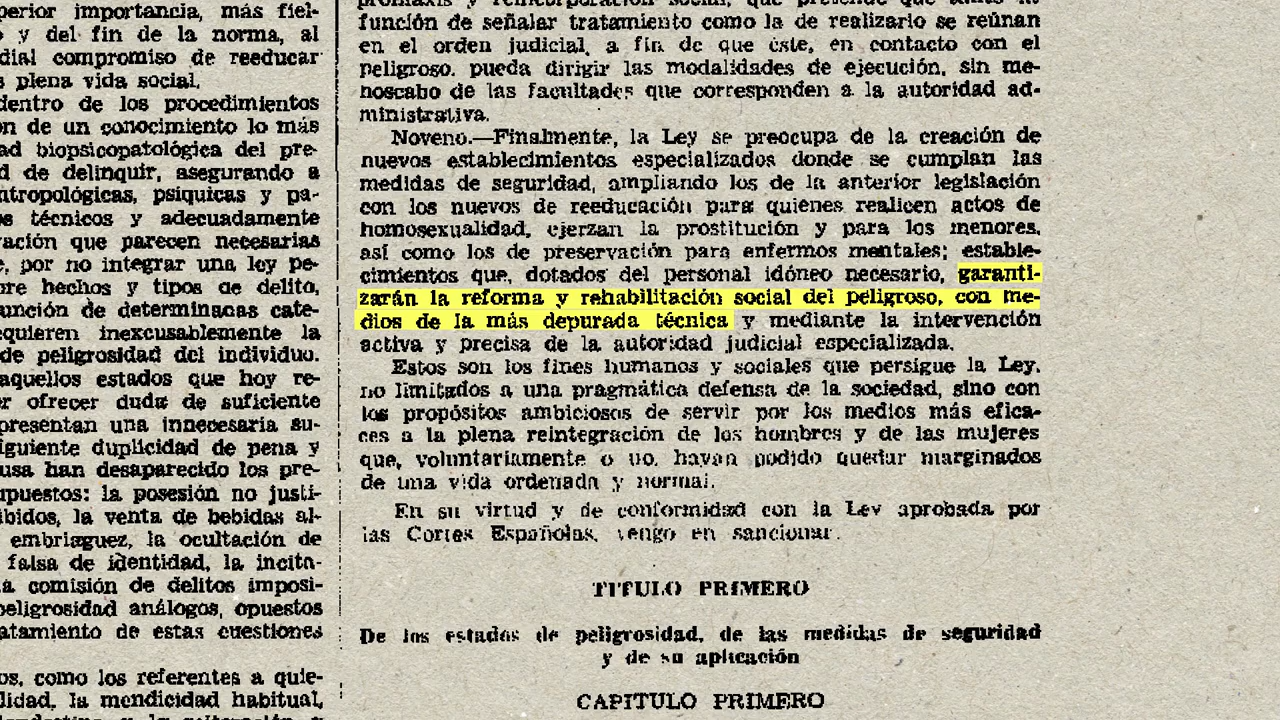 perior importancia, más fiel-
y del fin de la norma, al
dial compromiso de reeducar
s plena vida social.
dentro de los procedimientos
ón de un conocimiento lo más
ad biopsicopatológica del pre-
d de delinquir, asegurando a
ntropológicas, psíquicas y pa-
os técnicos y adecuadamente
ración que parecen necesarias
e, por no integrar una ley pe-
bre hechos y tipos de delito,
unción de determinadas cate-
equieren inexcusablemente la
de peligrosidad del individuo.
aquellos estados que hoy re-
er ofrecer duda de suficiente
presentan una innecesaria su-
iguiente duplicidad de pena y
usa han desaparecido los pre-
upuestos: la posesión no justi-
ibidos, la venta de bebidas al-
embriaguez, la ocultación de
falsa de identidad, la incita-
a comisión de delitos imposi-
peligrosidad análogos, opuestos
atamiento de estas cuestiones
os, como los referentes a quie-
lidad, la mendicidad habitual,
función de señalar tratamiento como la de realizarlo se reúnan
en el orden judicial, a fin de que éste, en contacto con el
peligroso, pueda dirigir las modalidades de ejecución, sin me-
noscabo de las facultades que corresponden a la autoridad ad-
ministrativa.
Noveno.—Finalmente, la Ley se preocupa de la creación de
nuevos establecimientos especializados donde se cumplan las
medidas de seguridad, ampliando los de la anterior legislación
con los nuevos de reeducación para quienes realicen actos de
homosexualidad, ejerzan la prostitución y para los menores,
así como los de preservación para enfermos mentales; estable-
cimientos que, dotados del personal idóneo necesario, garanti-
zarán la reforma y rehabilitación social del peligroso, con me-
dios de la más depurada técnica y mediante la intervención
activa y precisa de la autoridad judicial especializada.
Estos son los fines humanos y sociales que persigue la Ley,
no limitados a una pragmática defensa de la sociedad, sino con
los propósitos ambiciosos de servir por los medios más efica-
ces a la plena reintegración de los hombres y de las mujeres
que, voluntariamente o no, hayan podido quedar marginados
de una vida ordenada y normal.
En su virtud y de conformidad con la Ley aprobada por
las Cortes Españolas, vengo en sancionar:
TITULO PRIMERO
De los estados de peligrosidad, de las medidas de seguridad
y de su aplicación
CAPITULO PRIMERO